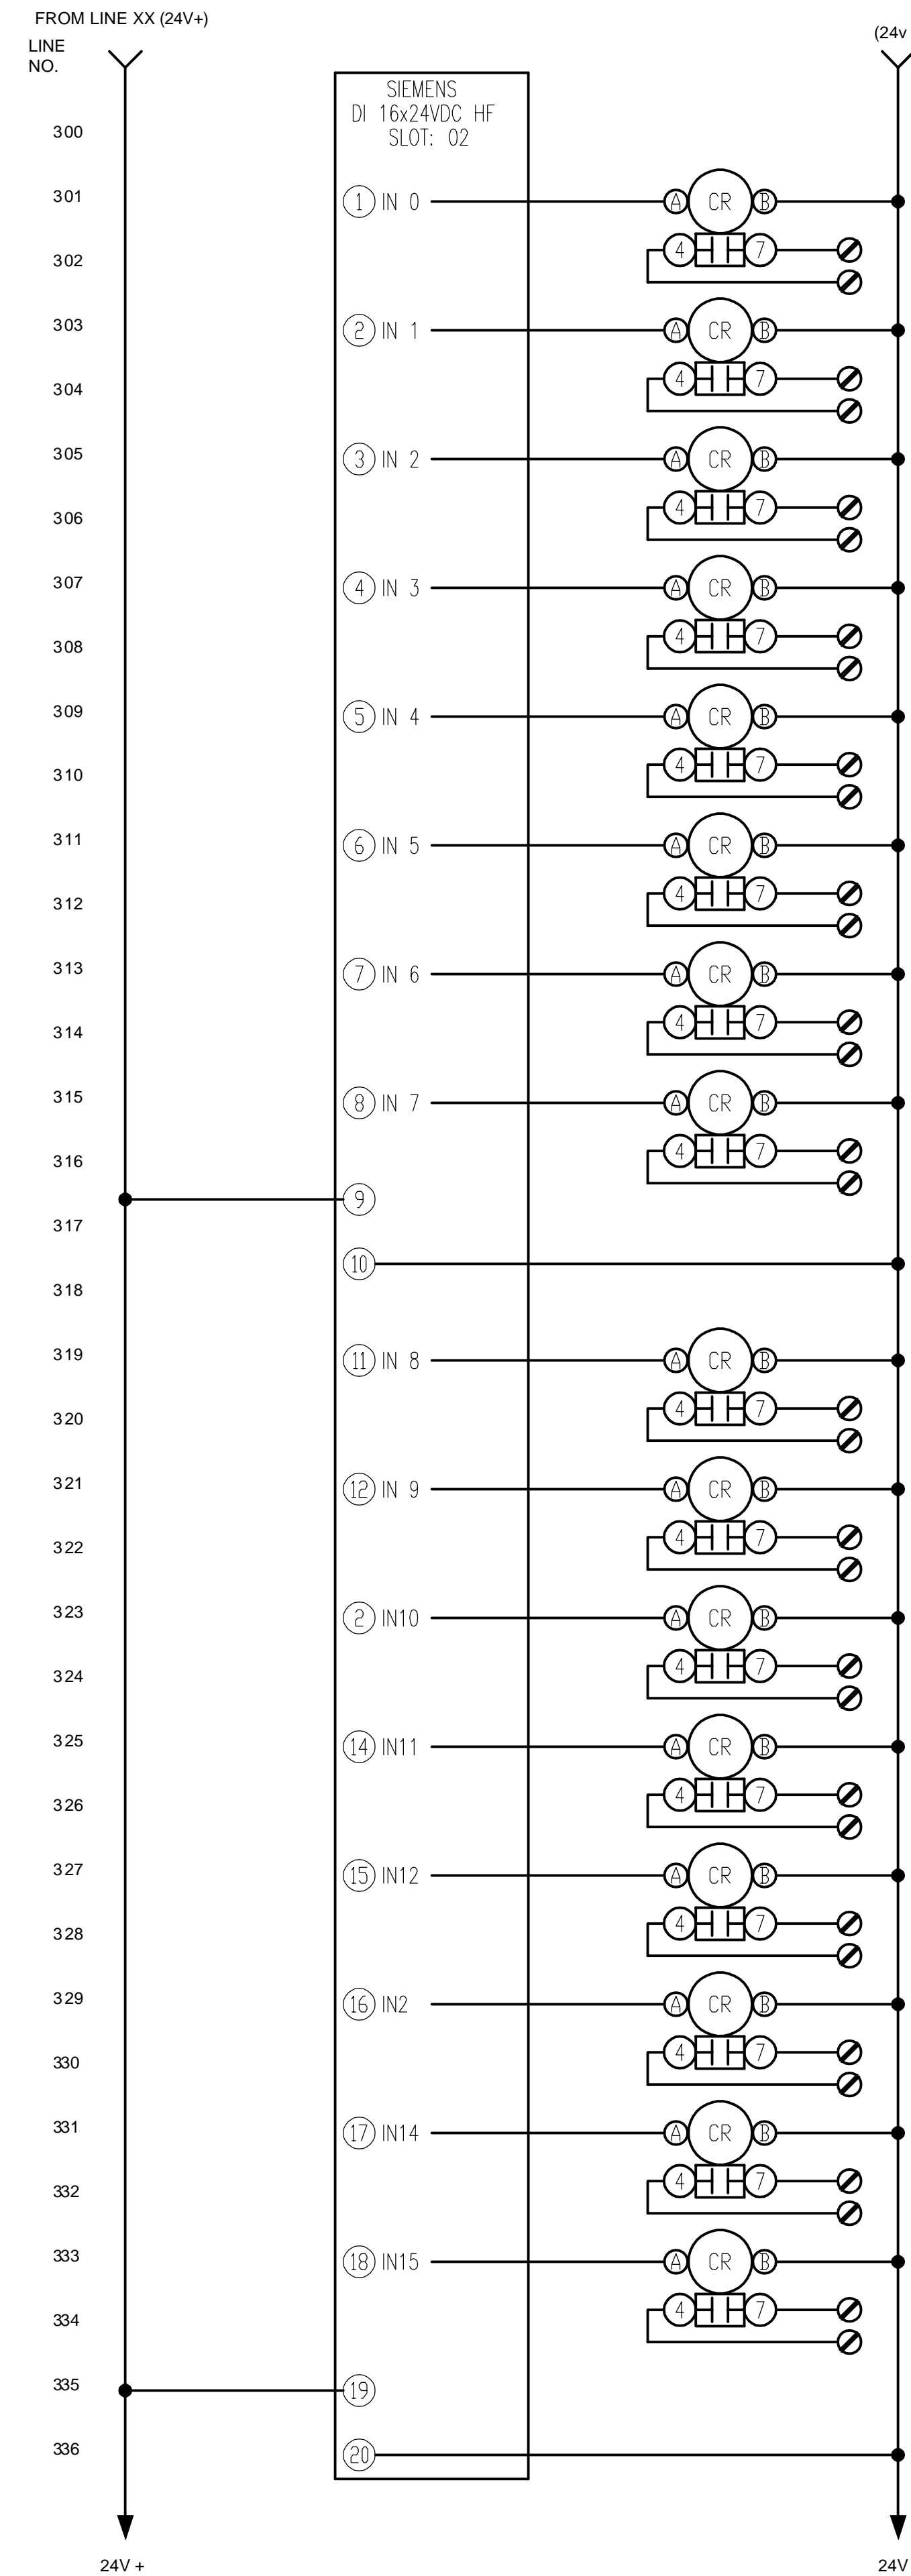 FROM LINE XX (24V+)
(24v
LINE
NO.
SIEMENS
DI 16x24VDC HF
SLOT: 02
300
301 1 IN 0 A CR B
302 4 7
303 2 IN 1 A CR B
304 4 7
305 3 IN 2 A CR B
306 4 7
307 4 IN 3 A CR B
308 4 7
309 5 IN 4 A CR B
310 4 7
311 6 IN 5 A CR B
312 4 7
313 7 IN 6 A CR B
314 4 7
315 8 IN 7 A CR B
316 4 7
9
317
10
318
319 11 IN 8 A CR B
320 4 7
321 12 IN 9 A CR B
322 4 7
323 2 IN10 A CR B
324 4 7
325 14 IN11 A CR B
326 4 7
327 15 IN12 A CR B
328 4 7
329 16 IN2 A CR B
330 4 7
331 17 IN14 A CR B
332 4 7
333 18 IN15 A CR B
334 4 7
335 19
336 20
24V + 24V